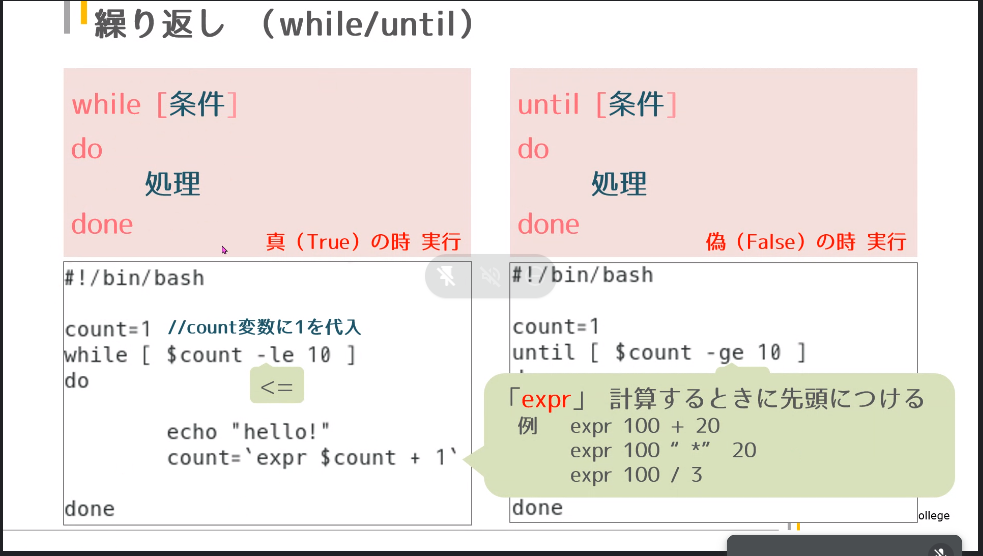 繰り返し （while/until）
while [条件]
do
処理
done
真（True）の時 実行
until [条件]
do
処理
done
偽（False）の時 実行
#!/bin/bash
count=1 //count変数に1を代入
while [ $count -le 10 ]
do
<=
echo "hello!"
count=`expr $count + 1`
done
#!/bin/bash
count=1
until [ $count -ge 10 ]
「expr」 計算するときに先頭につける
例 expr 100 + 20
expr 100 “ *” 20
expr 100 / 3
done
ollege